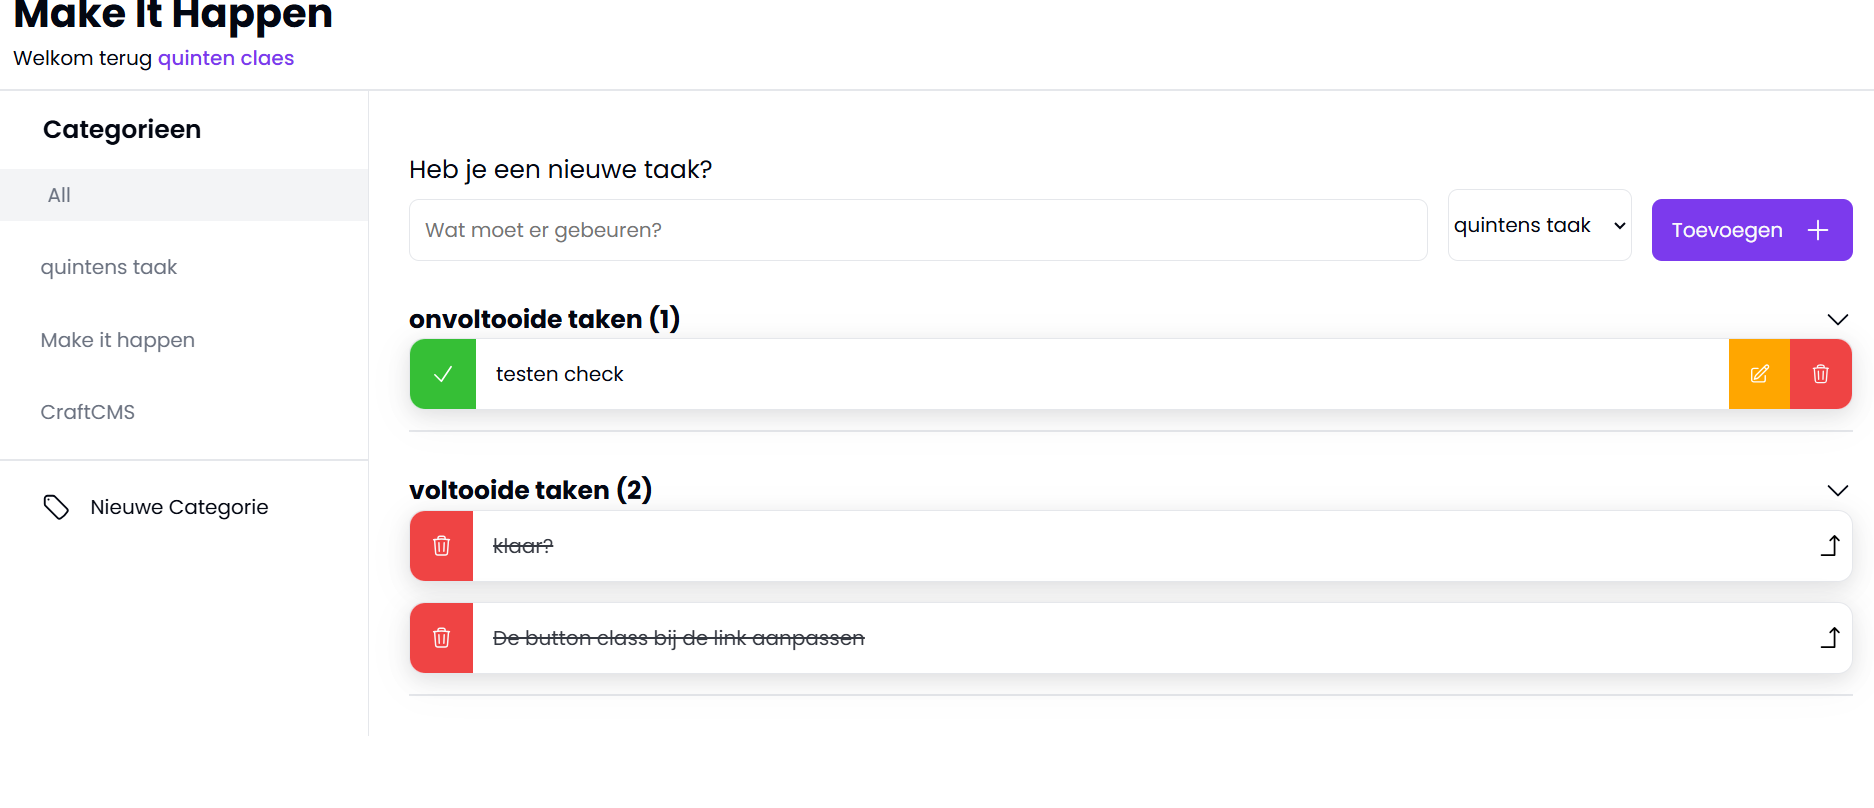 Make It Happen
Welkom terug quinten claes
Categorieen
All
quintens taak
Make it happen
CraftCMS
Nieuwe Categorie
Heb je een nieuwe taak?
Wat moet er gebeuren?
quintens taak
Toevoegen
onvoltooide taken (1)
testen check
voltooide taken (2)
klaar?
De button class bij de link aanpassen